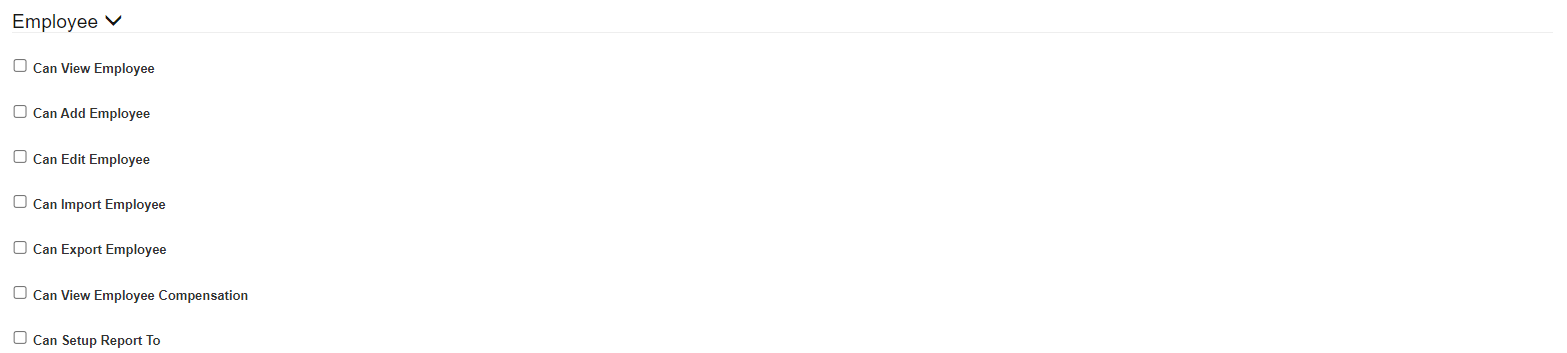 Employee
Can View Employee
Can Add Employee
Can Edit Employee
Can Import Employee
Can Export Employee
Can View Employee Compensation
Can Setup Report To